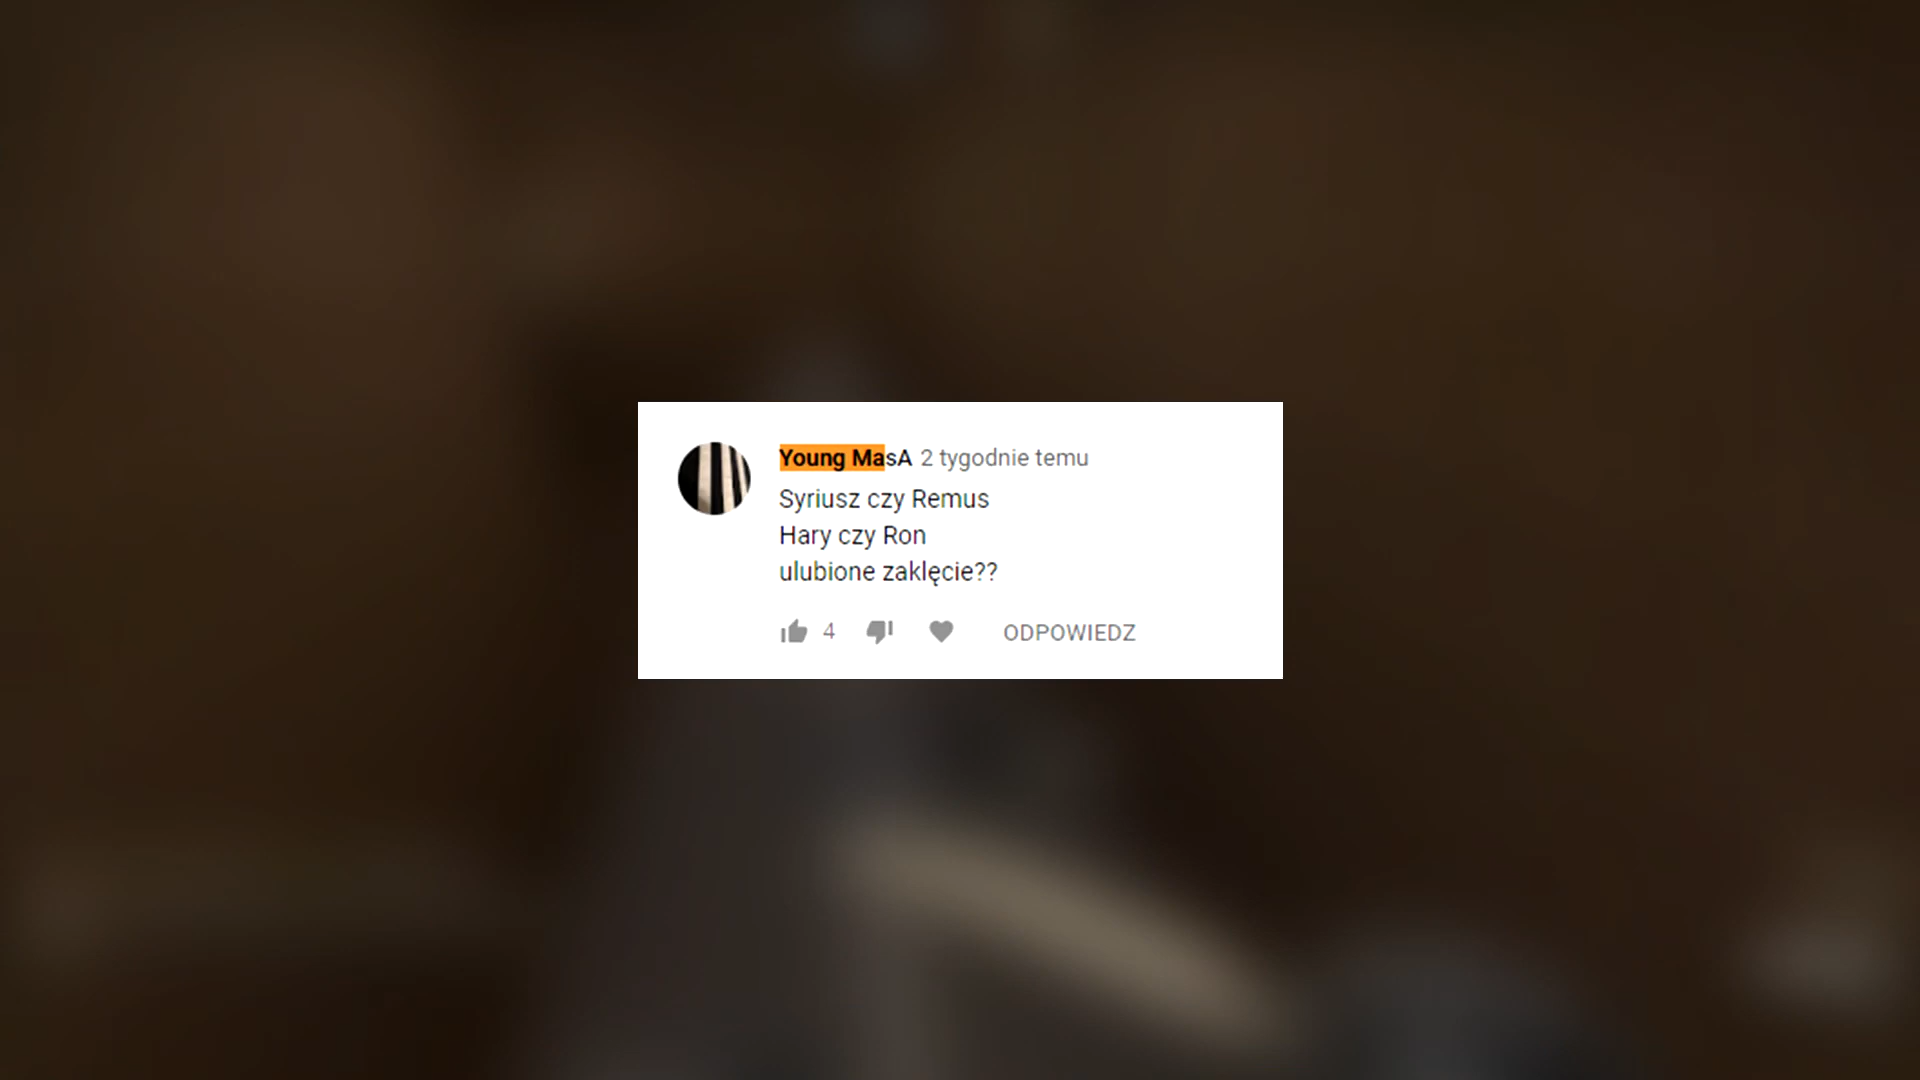 Young MasA 2 tygodnie temu
Syriusz czy Remus
Hary czy Ron
ulubione zaklęcie??
4 ODPOWIEDZ